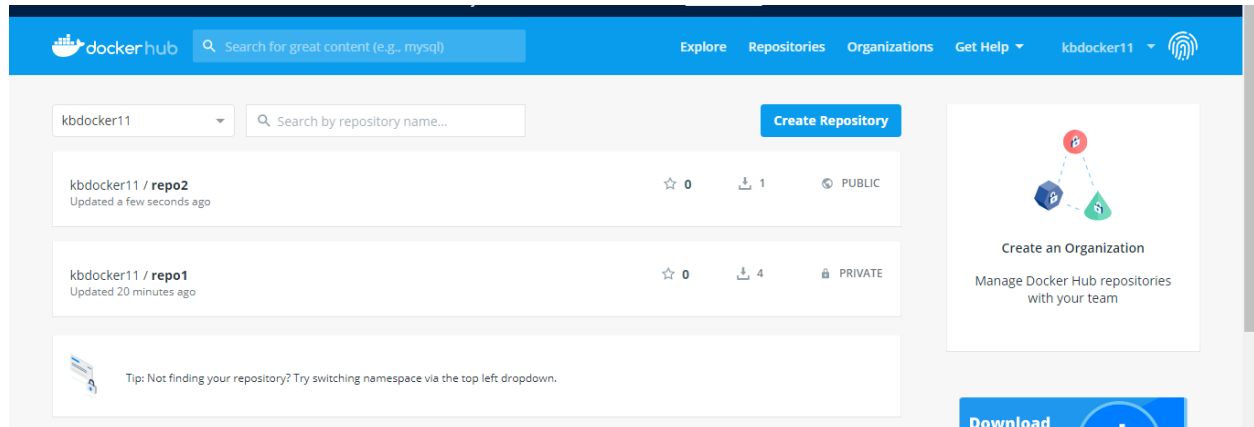 dockerhub
Search for great content (e.g., mysql)
Explore
Repositories
Organizations
Get Help
kbdocker11
kbdocker11
Search by repository name...
Create Repository
kbdocker11 / repo2
Updated a few seconds ago
0
1
PUBLIC
kbdocker11 / repo1
Updated 20 minutes ago
0
4
PRIVATE
Tip: Not finding your repository? Try switching namespace via the top left dropdown.
Create an Organization
Manage Docker Hub repositories
with your team
Download